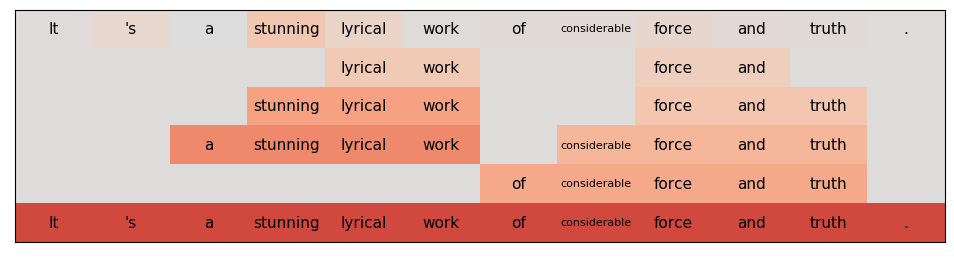 It 's a stunning lyrical work of considerable force and truth .
lyrical work force and
stunning lyrical work force and truth
a stunning lyrical work considerable force and truth
of considerable force and truth
It 's a stunning lyrical work of considerable force and truth .